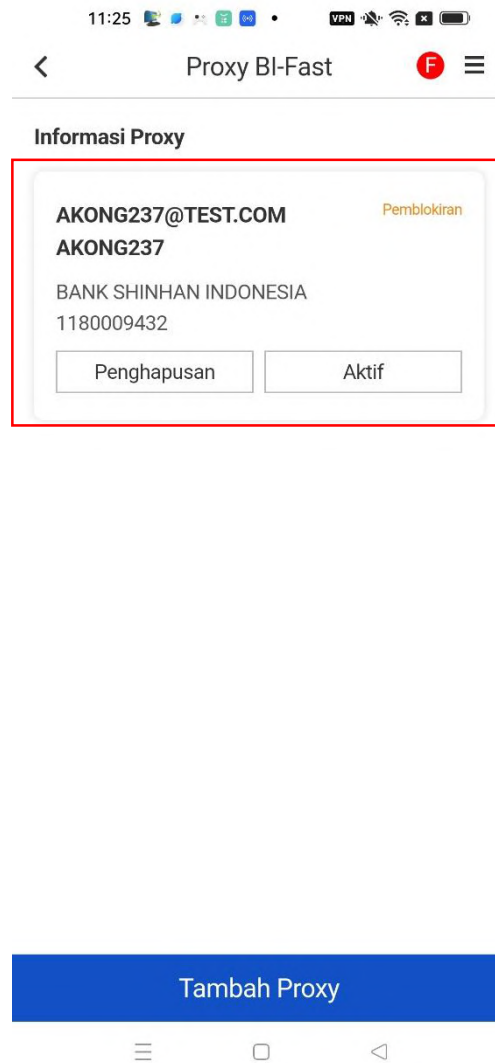 11:25
VPN
Proxy BI-Fast
F
Informasi Proxy
AKONG237@TEST.COM
Pemblokiran
AKONG237
BANK SHINHAN INDONESIA
1180009432
Penghapusan
Aktif
Tambah Proxy